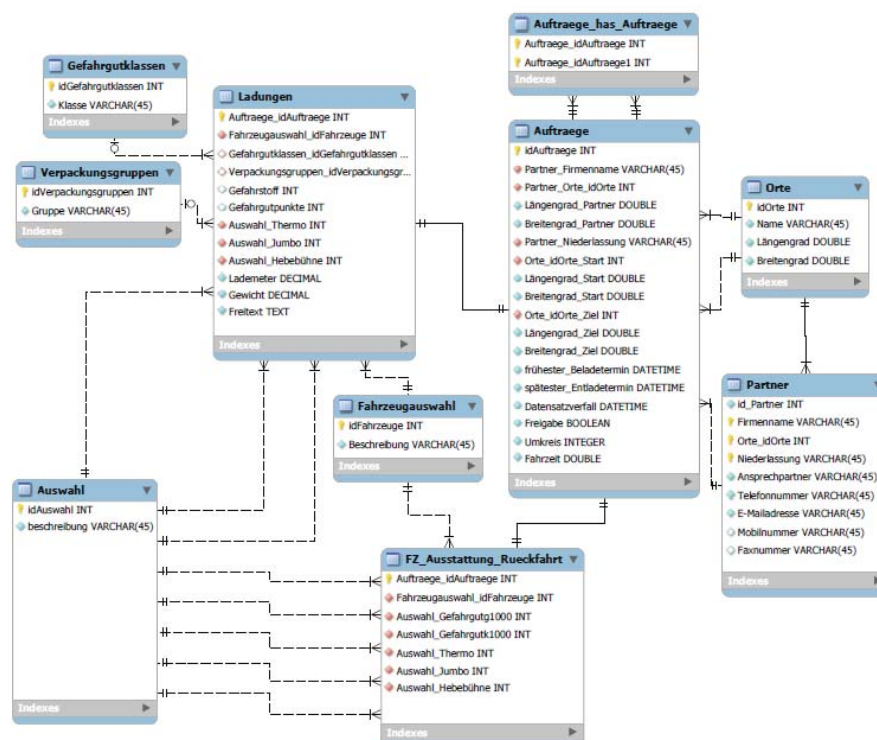 Auftraege_has_Auftraege
Auftraege_idAuftraege INT
Auftraege_idAuftraege1 INT
Indexes
Gefahrgutklassen
idGefahrgutklassen INT
Klasse VARCHAR(45)
Indexes
Verpackungsgruppen
idVerpackungsgruppen INT
Gruppe VARCHAR(45)
Indexes
Ladungen
Auftraege_idAuftraege INT
Fahrzeugauswahl_idFahrzeuge INT
Gefahrgutklassen_idGefahrgutklassen ...
Verpackungsgruppen_idVerpackungsgr...
Gefahrstoff INT
Gefahrgutpunkte INT
Auswahl_Thermo INT
Auswahl_Jumbo INT
Auswahl_Hebebühne INT
Lademeter DECIMAL
Gewicht DECIMAL
Freitext TEXT
Indexes
Auftraege
idAuftraege INT
Partner_Firmenname VARCHAR(45)
Partner_Orte_idOrte INT
Längengrad_Partner DOUBLE
Breitengrad_Partner DOUBLE
Partner_Niederlassung VARCHAR(45)
Orte_idOrte_Start INT
Längengrad_Start DOUBLE
Breitengrad_Start DOUBLE
Orte_idOrte_Ziel INT
Längengrad_Ziel DOUBLE
Breitengrad_Ziel DOUBLE
frühester_Beladetermin DATETIME
spätester_Entladetermin DATETIME
Datensatzverfall DATETIME
Freigabe BOOLEAN
Umkreis INTEGER
Fahrzeit DOUBLE
Indexes
Orte
idOrte INT
Name VARCHAR(45)
Längengrad DOUBLE
Breitengrad DOUBLE
Indexes
Partner
id_Partner INT
Firmenname VARCHAR(45)
Orte_idOrte INT
Niederlassung VARCHAR(45)
Ansprechpartner VARCHAR(45)
Telefonnummer VARCHAR(45)
E-Mailadresse VARCHAR(45)
Mobilnummer VARCHAR(45)
Faxnummer VARCHAR(45)
Indexes
Fahrzeugauswahl
idFahrzeuge INT
Beschreibung VARCHAR(45)
Indexes
Auswahl
idAuswahl INT
beschreibung VARCHAR(45)
Indexes
FZ_Ausstattung_Rueckfahrt
Auftraege_idAuftraege INT
Fahrzeugauswahl_idFahrzeuge INT
Auswahl_Gefahrgutg1000 INT
Auswahl_Gefahrgutk1000 INT
Auswahl_Thermo INT
Auswahl_Jumbo INT
Auswahl_Hebebühne INT
Indexes